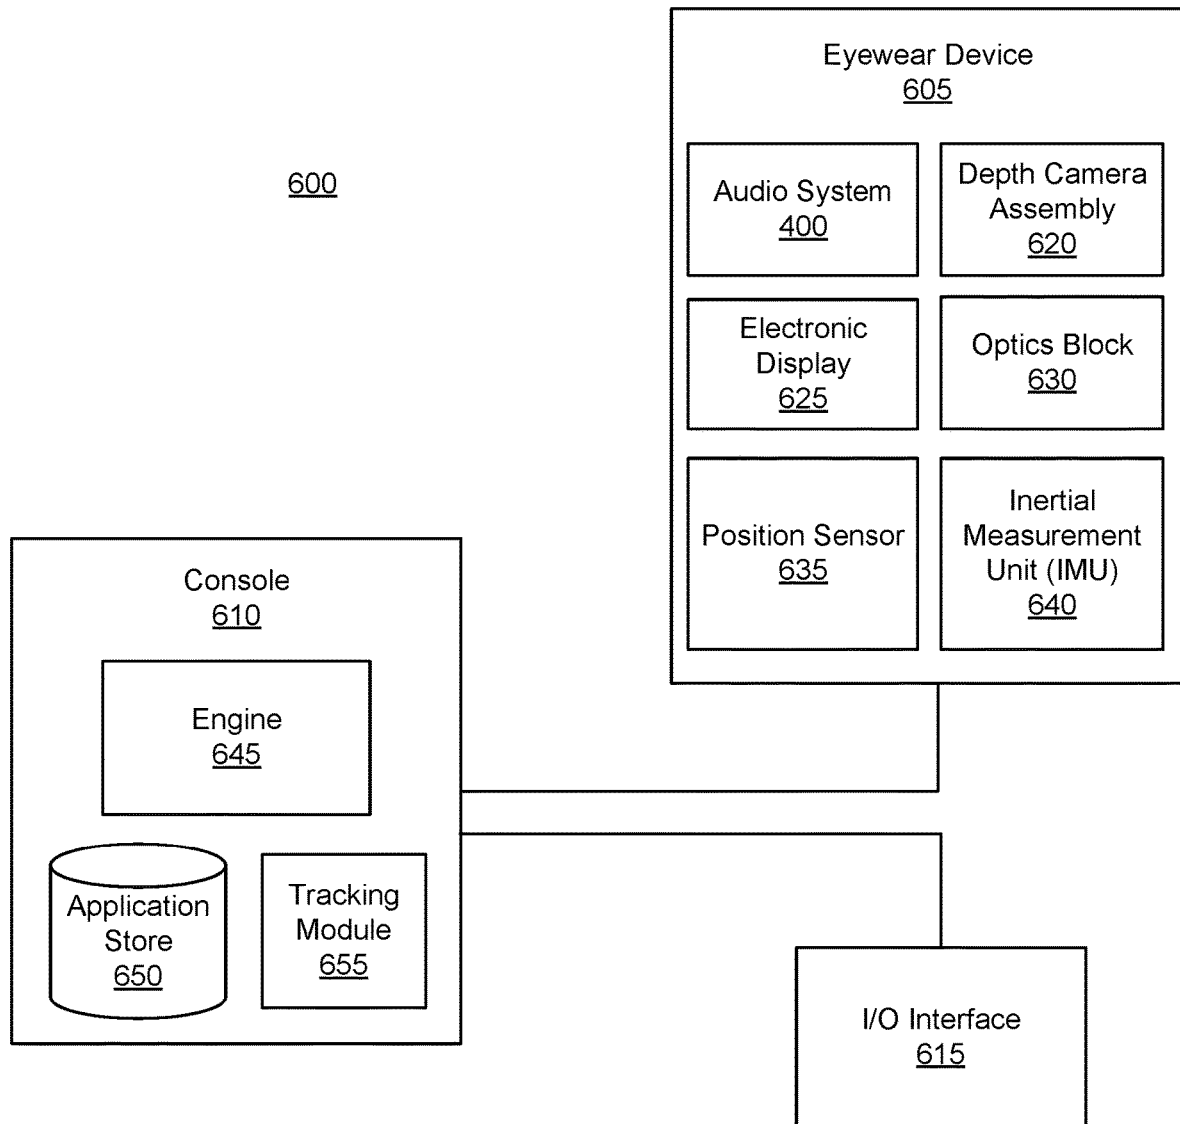 Eyewear Device
605
600
Audio System
400
Depth Camera
Assembly
620
Electronic
Display
625
Optics Block
630
Position Sensor
635
Inertial
Measurement
Unit (IMU)
640
Console
610
Engine
645
Application
Store
650
Tracking
Module
655
I/O Interface
615